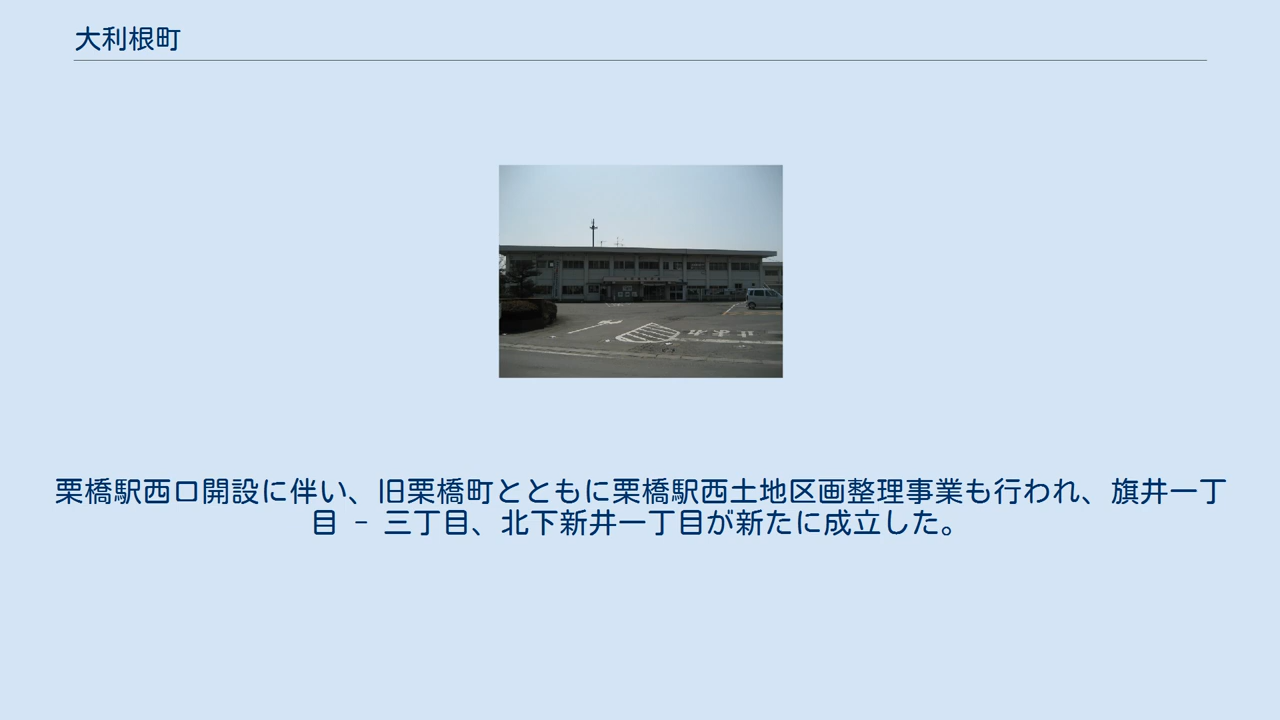 大利根町
栗橋駅西口開設に伴い、旧栗橋町とともに栗橋駅西土地区画整理事業も行われ、旗井一丁
目 - 三丁目、北下新井一丁目が新たに成立した。